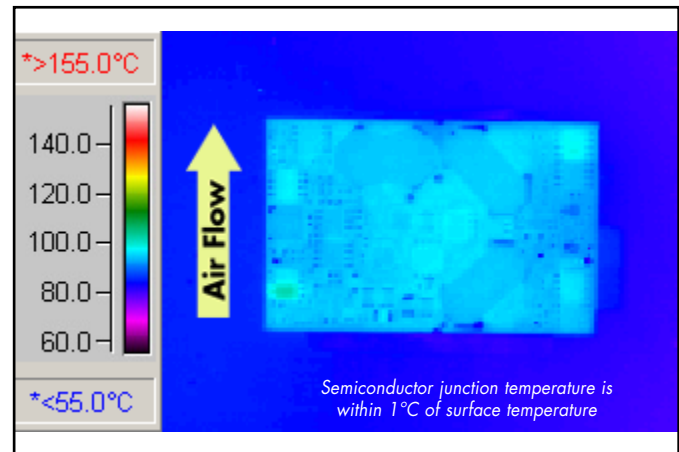 *>155.0°C
140.0
120.0
100.0
80.0
60.0
*<55.0°C
Air Flow
Semiconductor junction temperature is
within 1°C of surface temperature